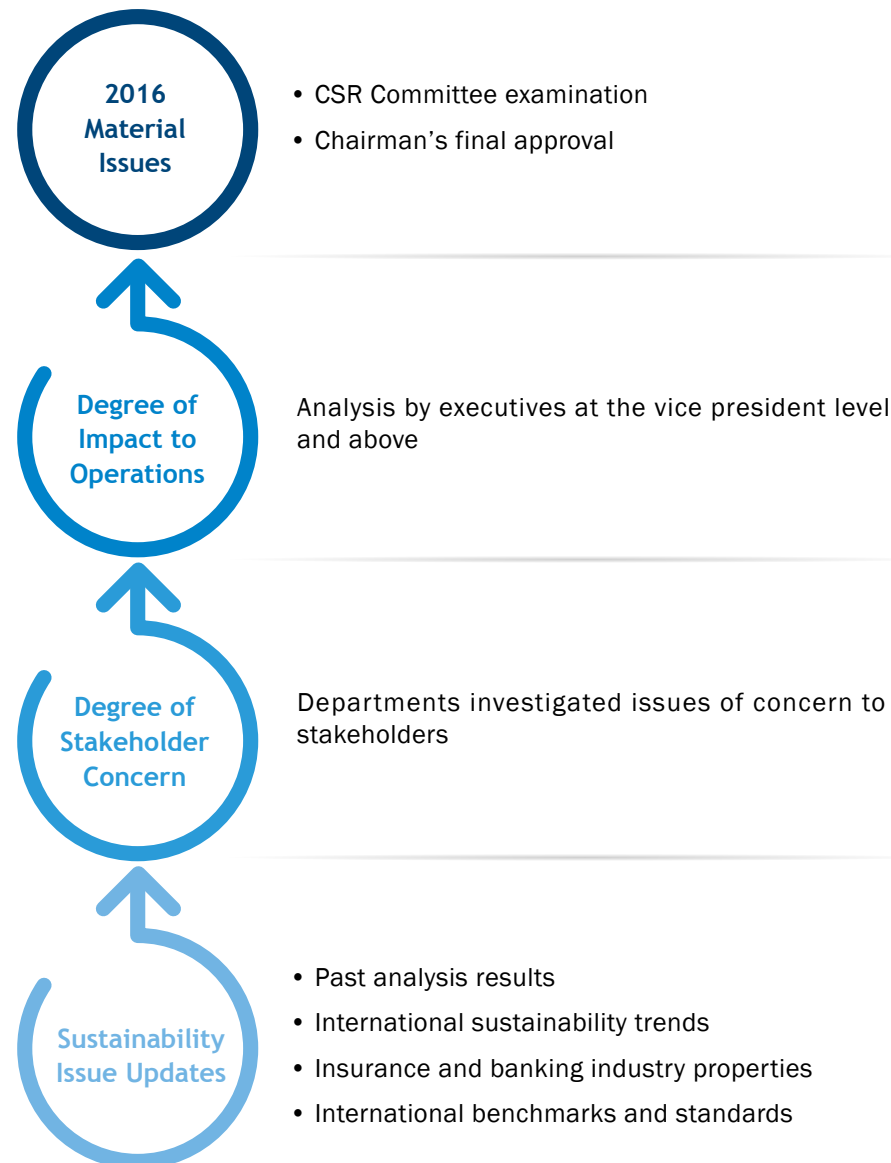 2016
Material
Issues
• CSR Committee examination
• Chairman’s final approval
Degree of
Impact to
Operations
Analysis by executives at the vice president level
and above
Degree of
Stakeholder
Concern
Departments investigated issues of concern to
stakeholders
Sustainability
Issue Updates
• Past analysis results
• International sustainability trends
• Insurance and banking industry properties
• International benchmarks and standards